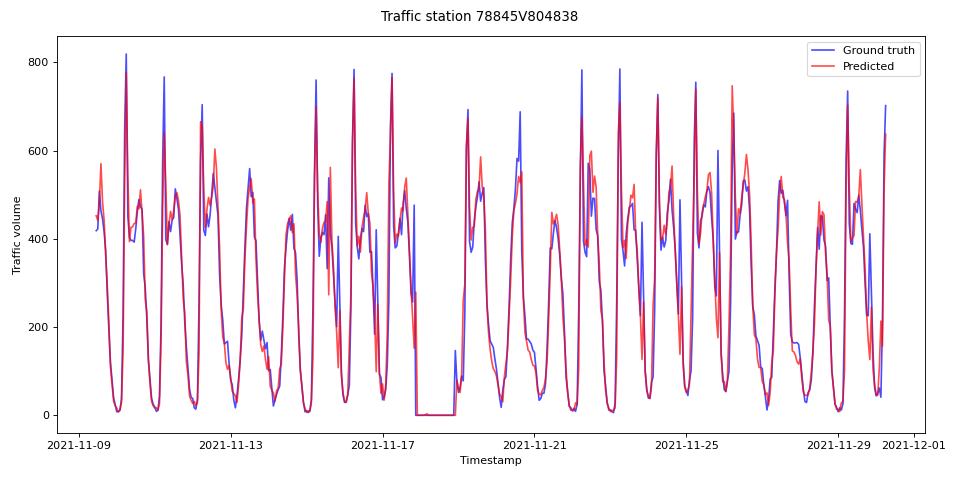 Traffic station 78845V804838
Ground truth
Predicted
800
600
400
200
0
Traffic volume
2021-11-09
2021-11-13
2021-11-17
2021-11-21
2021-11-25
2021-11-29
2021-12-01
Timestamp